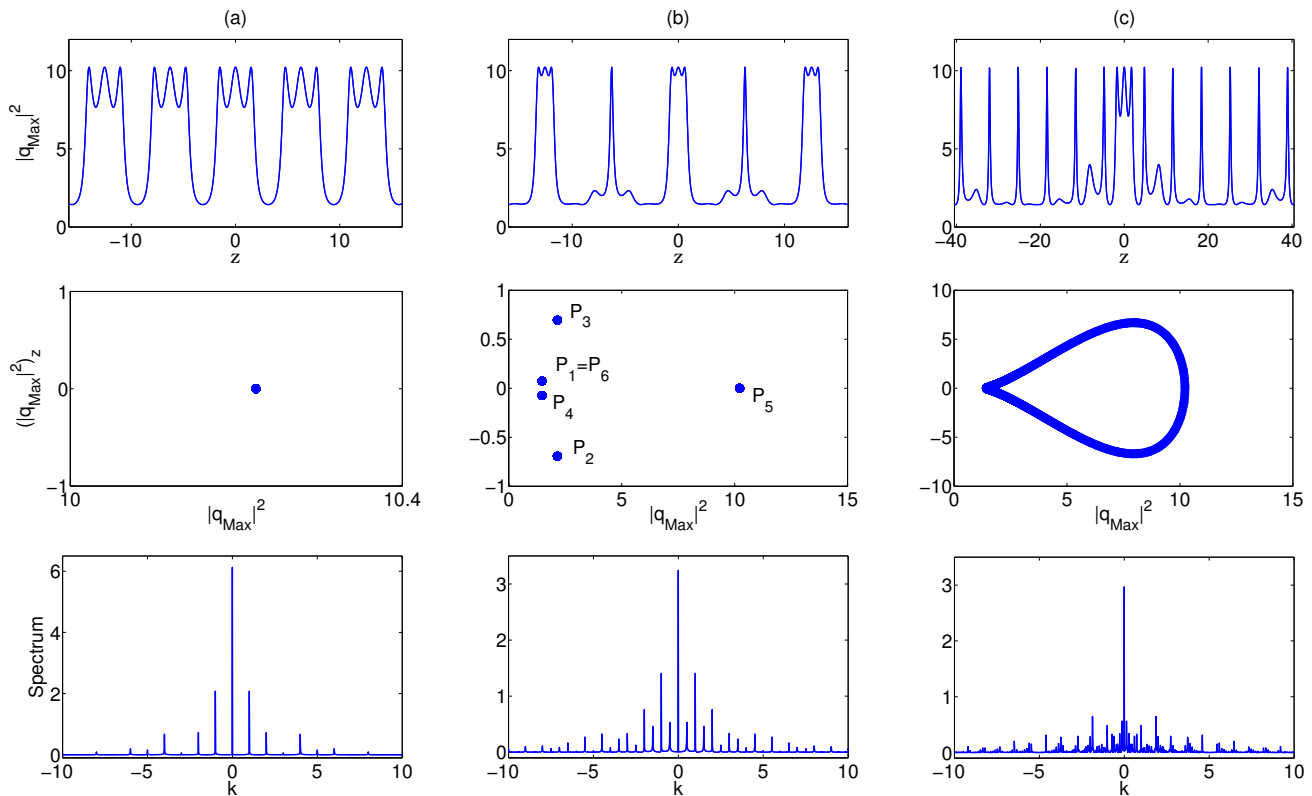 (a) (b) (c)
|q_Max|^2
10
5
0
−10 0 10
z
10
5
0
−10 0 10
z
10
5
0
−40 −20 0 20 40
z
(|q_Max|^2)_z
1
0
−1
10 10.4
|q_Max|^2
1
0.5
0
−0.5
−1
0 5 10 15
|q_Max|^2
P_3
P_1=P_6
P_4
P_5
P_2
10
5
0
−5
−10
0 5 10 15
|q_Max|^2
Spectrum
6
4
2
0
−10 −5 0 5 10
k
3
2
1
0
−10 −5 0 5 10
k
3
2
1
0
−10 −5 0 5 10
k